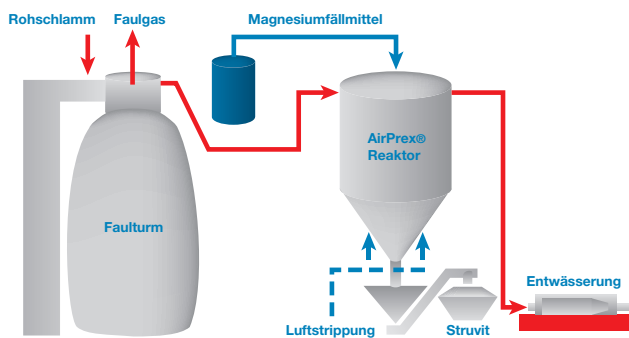 Rohschlamm Faulgas
Magnesiumfällmittel
AirPrex®
Reaktor
Faulturm
Entwässerung
Luftstrippung
Struvit